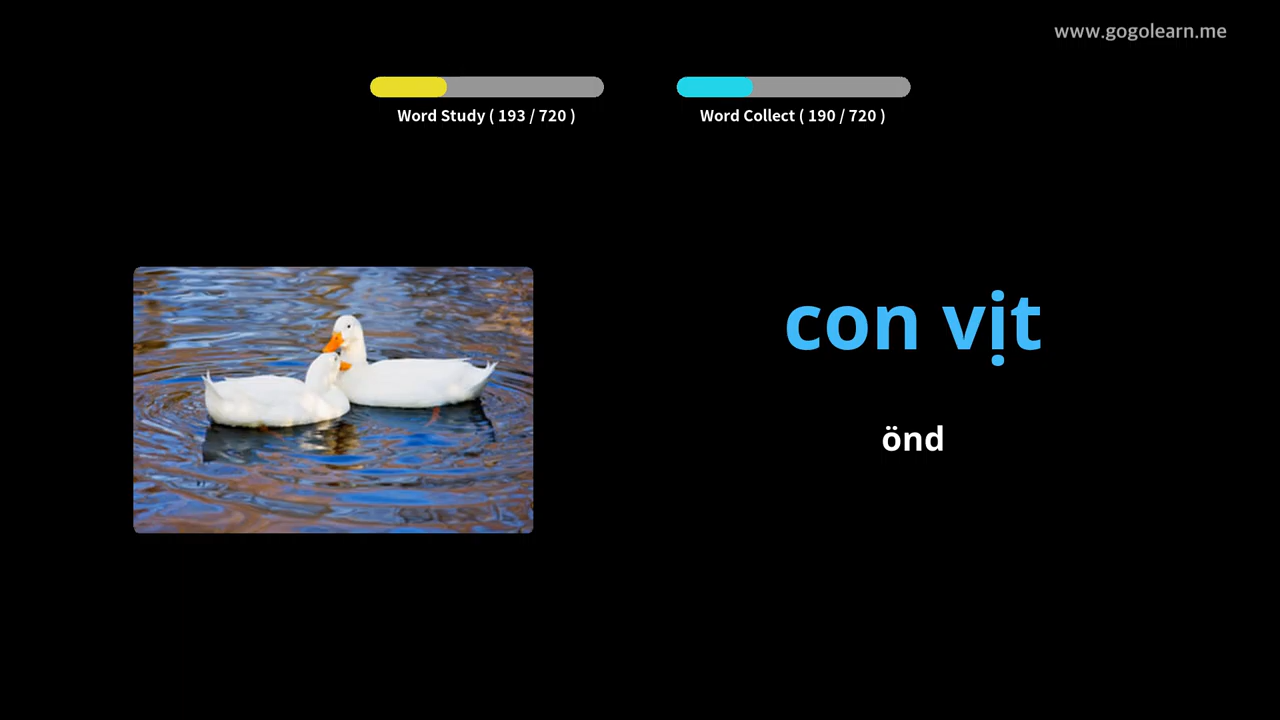 www.gogolearn.me
Word Study ( 193 / 720 )
Word Collect ( 190 / 720 )
con vịt
önd